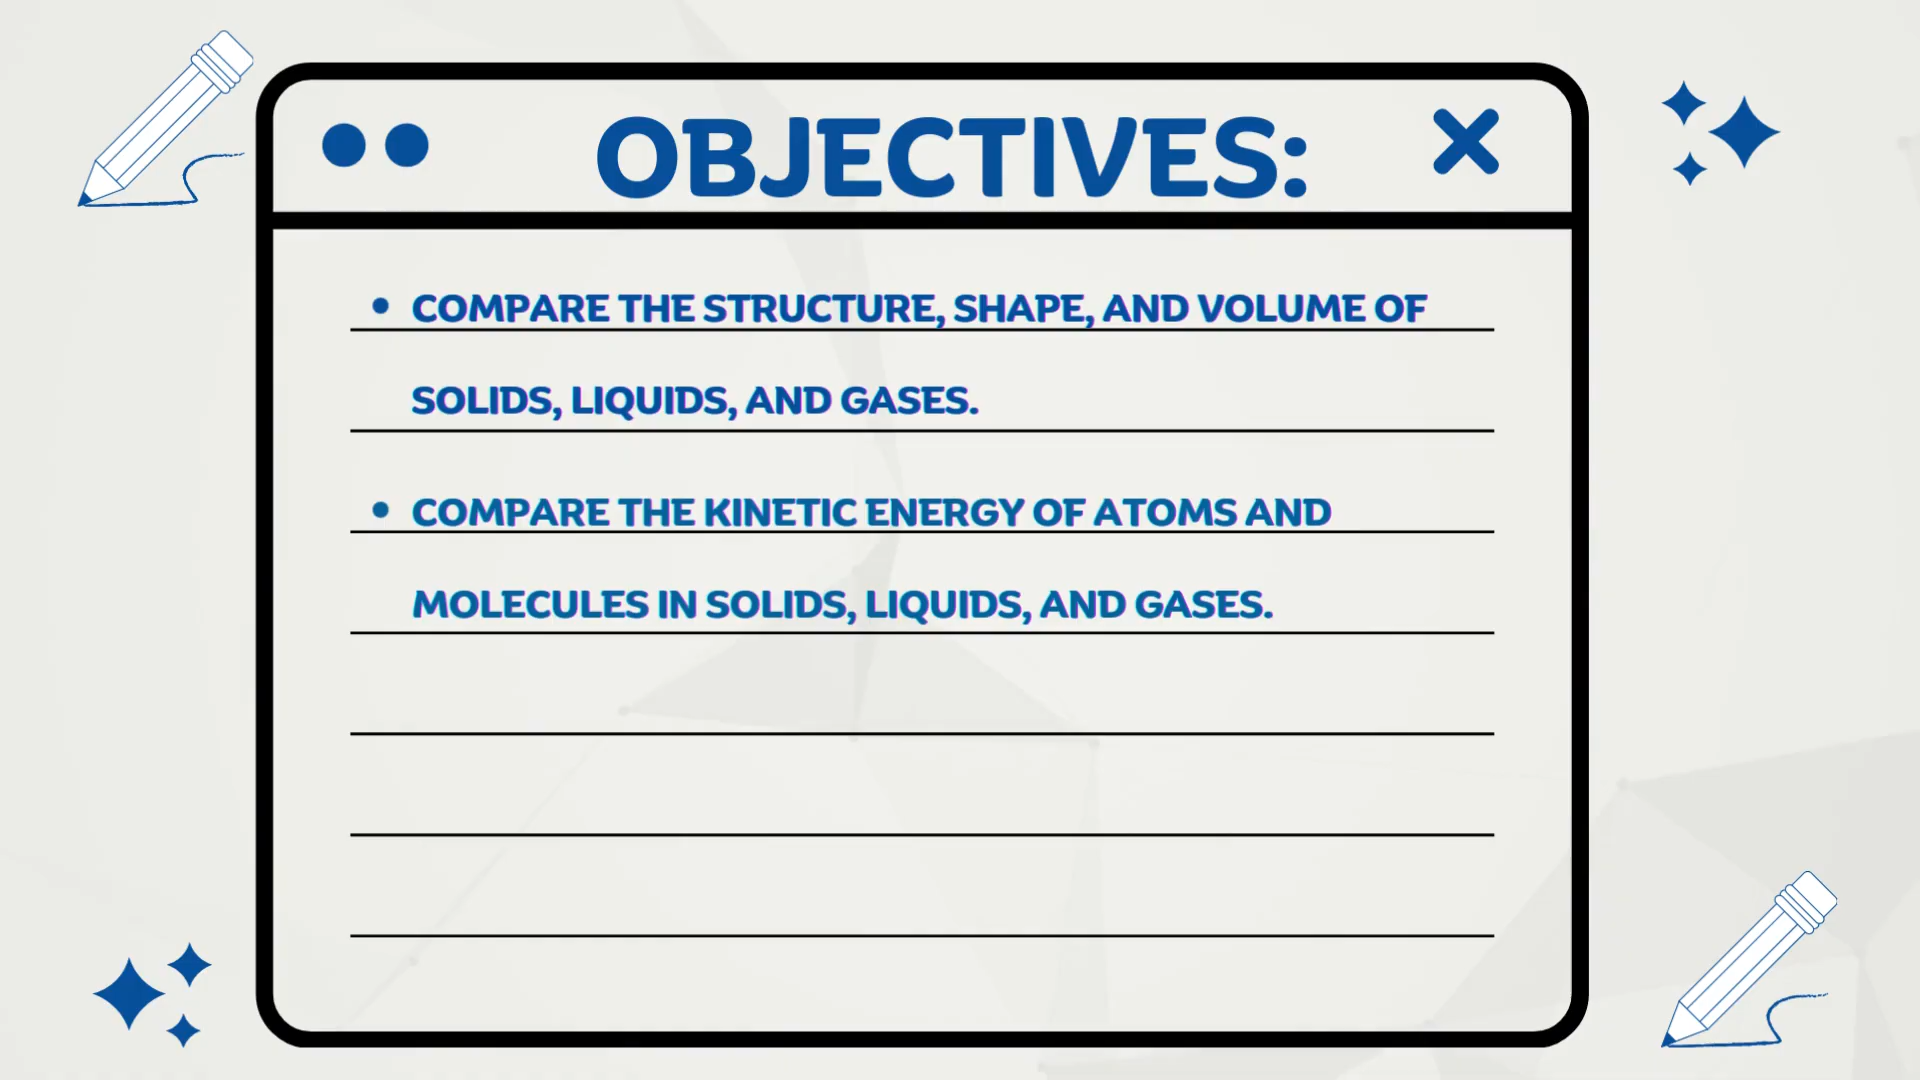 OBJECTIVES:
• COMPARE THE STRUCTURE, SHAPE, AND VOLUME OF
SOLIDS, LIQUIDS, AND GASES.
• COMPARE THE KINETIC ENERGY OF ATOMS AND
MOLECULES IN SOLIDS, LIQUIDS, AND GASES.